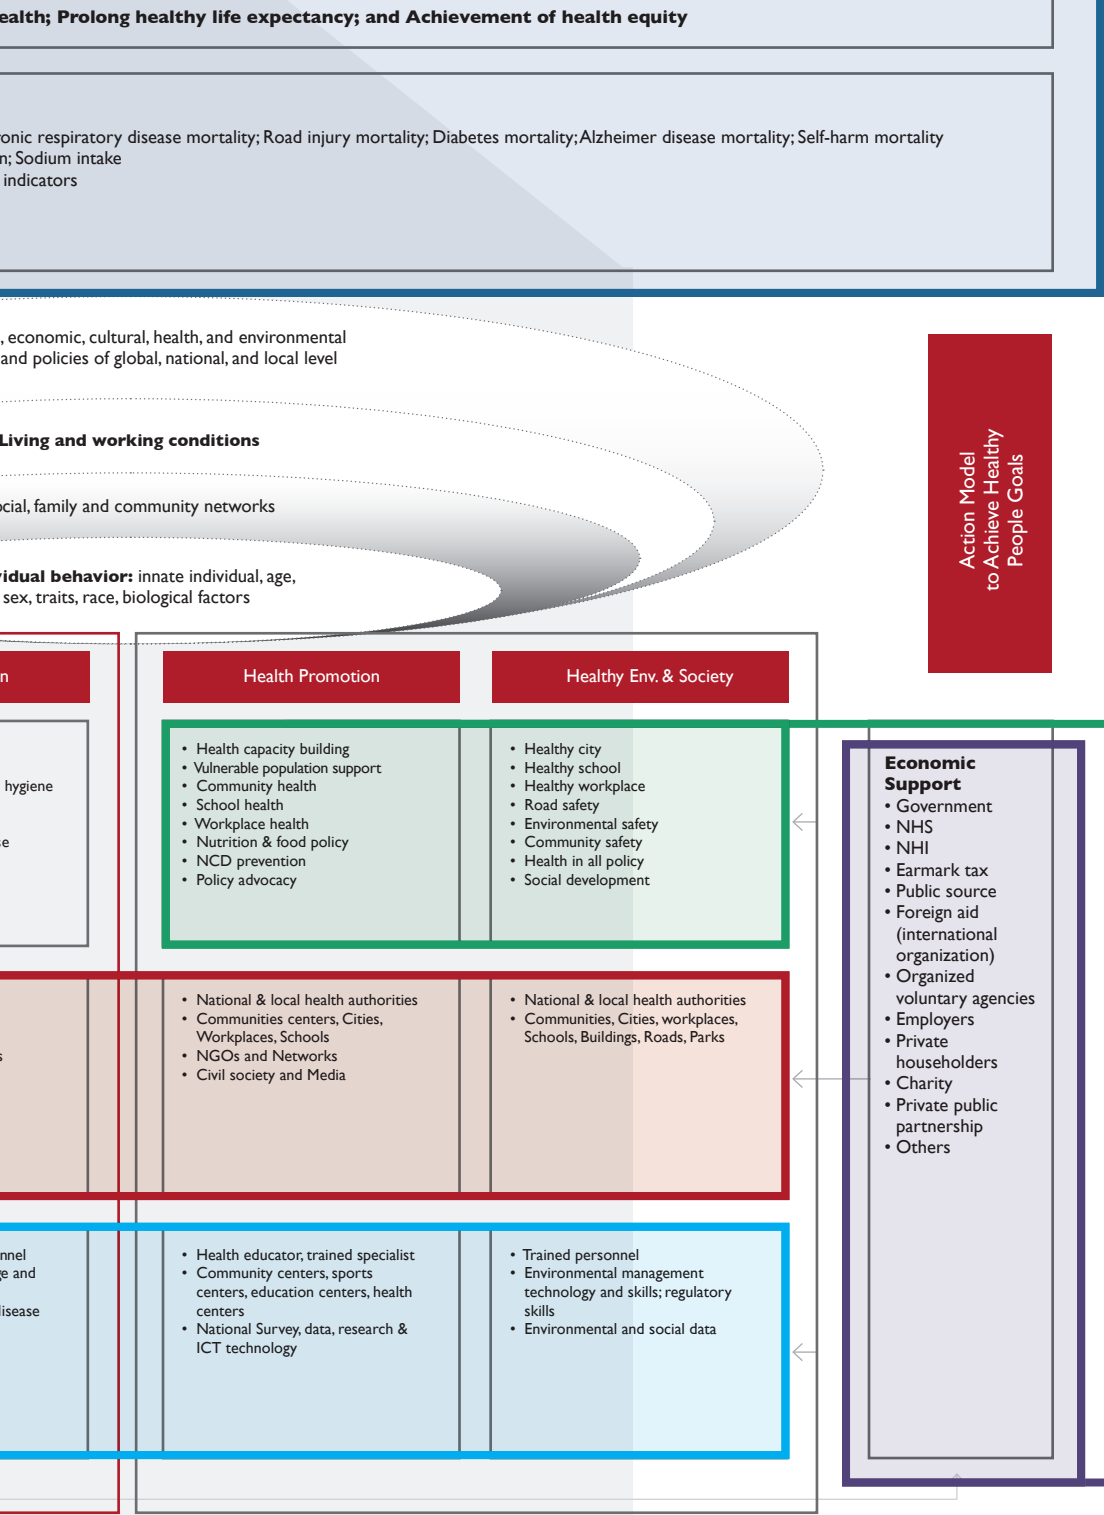 ealth; Prolong healthy life expectancy; and Achievement of health equity
onic respiratory disease mortality; Road injury mortality; Diabetes mortality; Alzheimer disease mortality; Self-harm mortality
n; Sodium intake
indicators
, economic, cultural, health, and environmental
and policies of global, national, and local level
Living and working conditions
ocial, family and community networks
vidual behavior: innate individual, age,
sex, traits, race, biological factors
Action Model
to Achieve Healthy
People Goals
n
hygiene
se
s
nnel
ge and
disease
Health Promotion
• Health capacity building
• Vulnerable population support
• Community health
• School health
• Workplace health
• Nutrition & food policy
• NCD prevention
• Policy advocacy
• National & local health authorities
• Communities centers, Cities,
Workplaces, Schools
• NGOs and Networks
• Civil society and Media
• Health educator, trained specialist
• Community centers, sports
centers, education centers, health
centers
• National Survey, data, research &
ICT technology
Healthy Env. & Society
• Healthy city
• Healthy school
• Healthy workplace
• Road safety
• Environmental safety
• Community safety
• Health in all policy
• Social development
• National & local health authorities
• Communities, Cities, workplaces,
Schools, Buildings, Roads, Parks
• Trained personnel
• Environmental management
technology and skills; regulatory
skills
• Environmental and social data
Economic
Support
• Government
• NHS
• NHI
• Earmark tax
• Public source
• Foreign aid
(international
organization)
• Organized
voluntary agencies
• Employers
• Private
householders
• Charity
• Private public
partnership
• Others